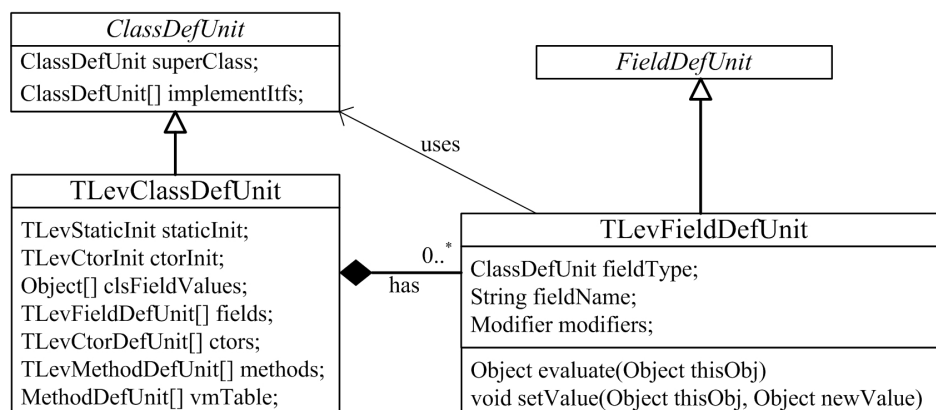 ClassDefUnit
ClassDefUnit superClass;
ClassDefUnit[] implementItfs;
FieldDefUnit
uses
TLevClassDefUnit
TLevStaticInit staticInit;
TLevCtorInit ctorInit;
Object[] clsFieldValues;
TLevFieldDefUnit[] fields;
TLevCtorDefUnit[] ctors;
TLevMethodDefUnit[] methods;
MethodDefUnit[] vmTable;
0..*
has
TLevFieldDefUnit
ClassDefUnit fieldType;
String fieldName;
Modifier modifiers;
Object evaluate(Object thisObj)
void setValue(Object thisObj, Object newValue)